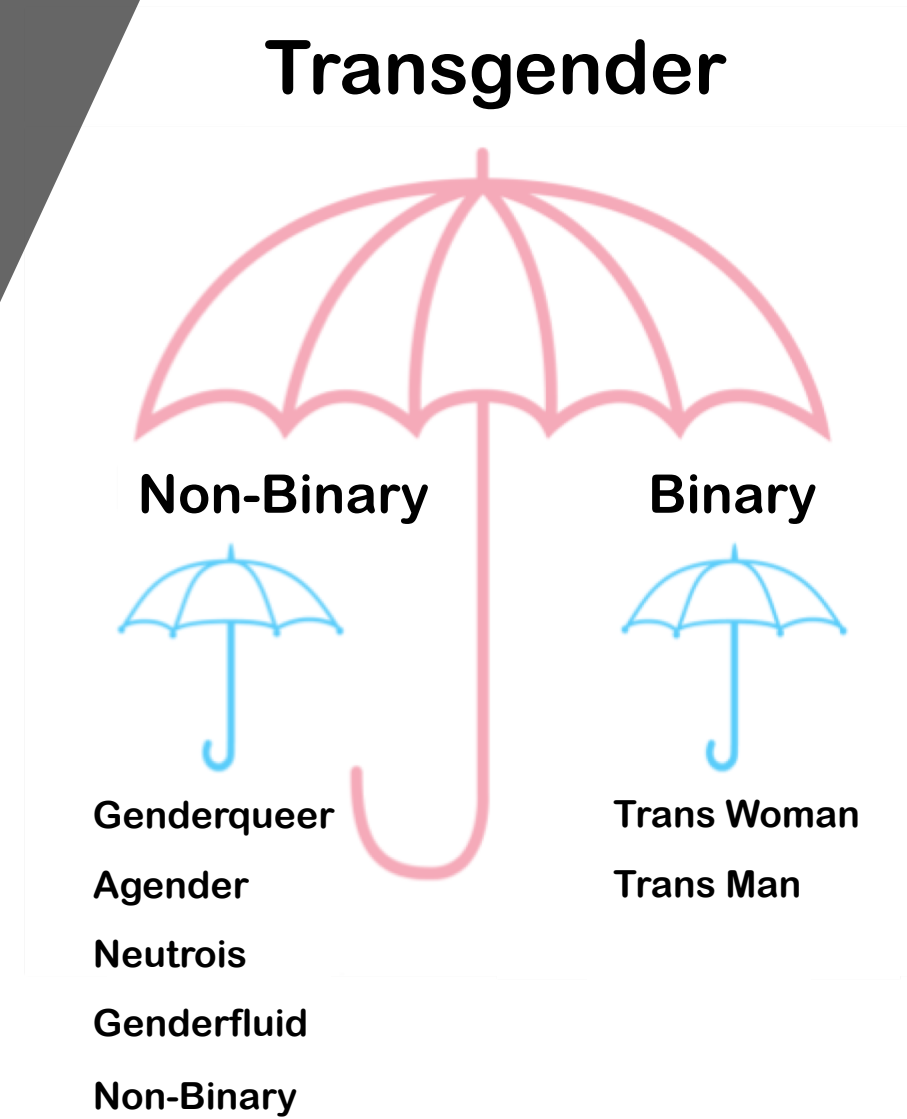 Transgender
Non-Binary
Binary
Genderqueer
Agender
Neutrois
Genderfluid
Non-Binary
Trans Woman
Trans Man